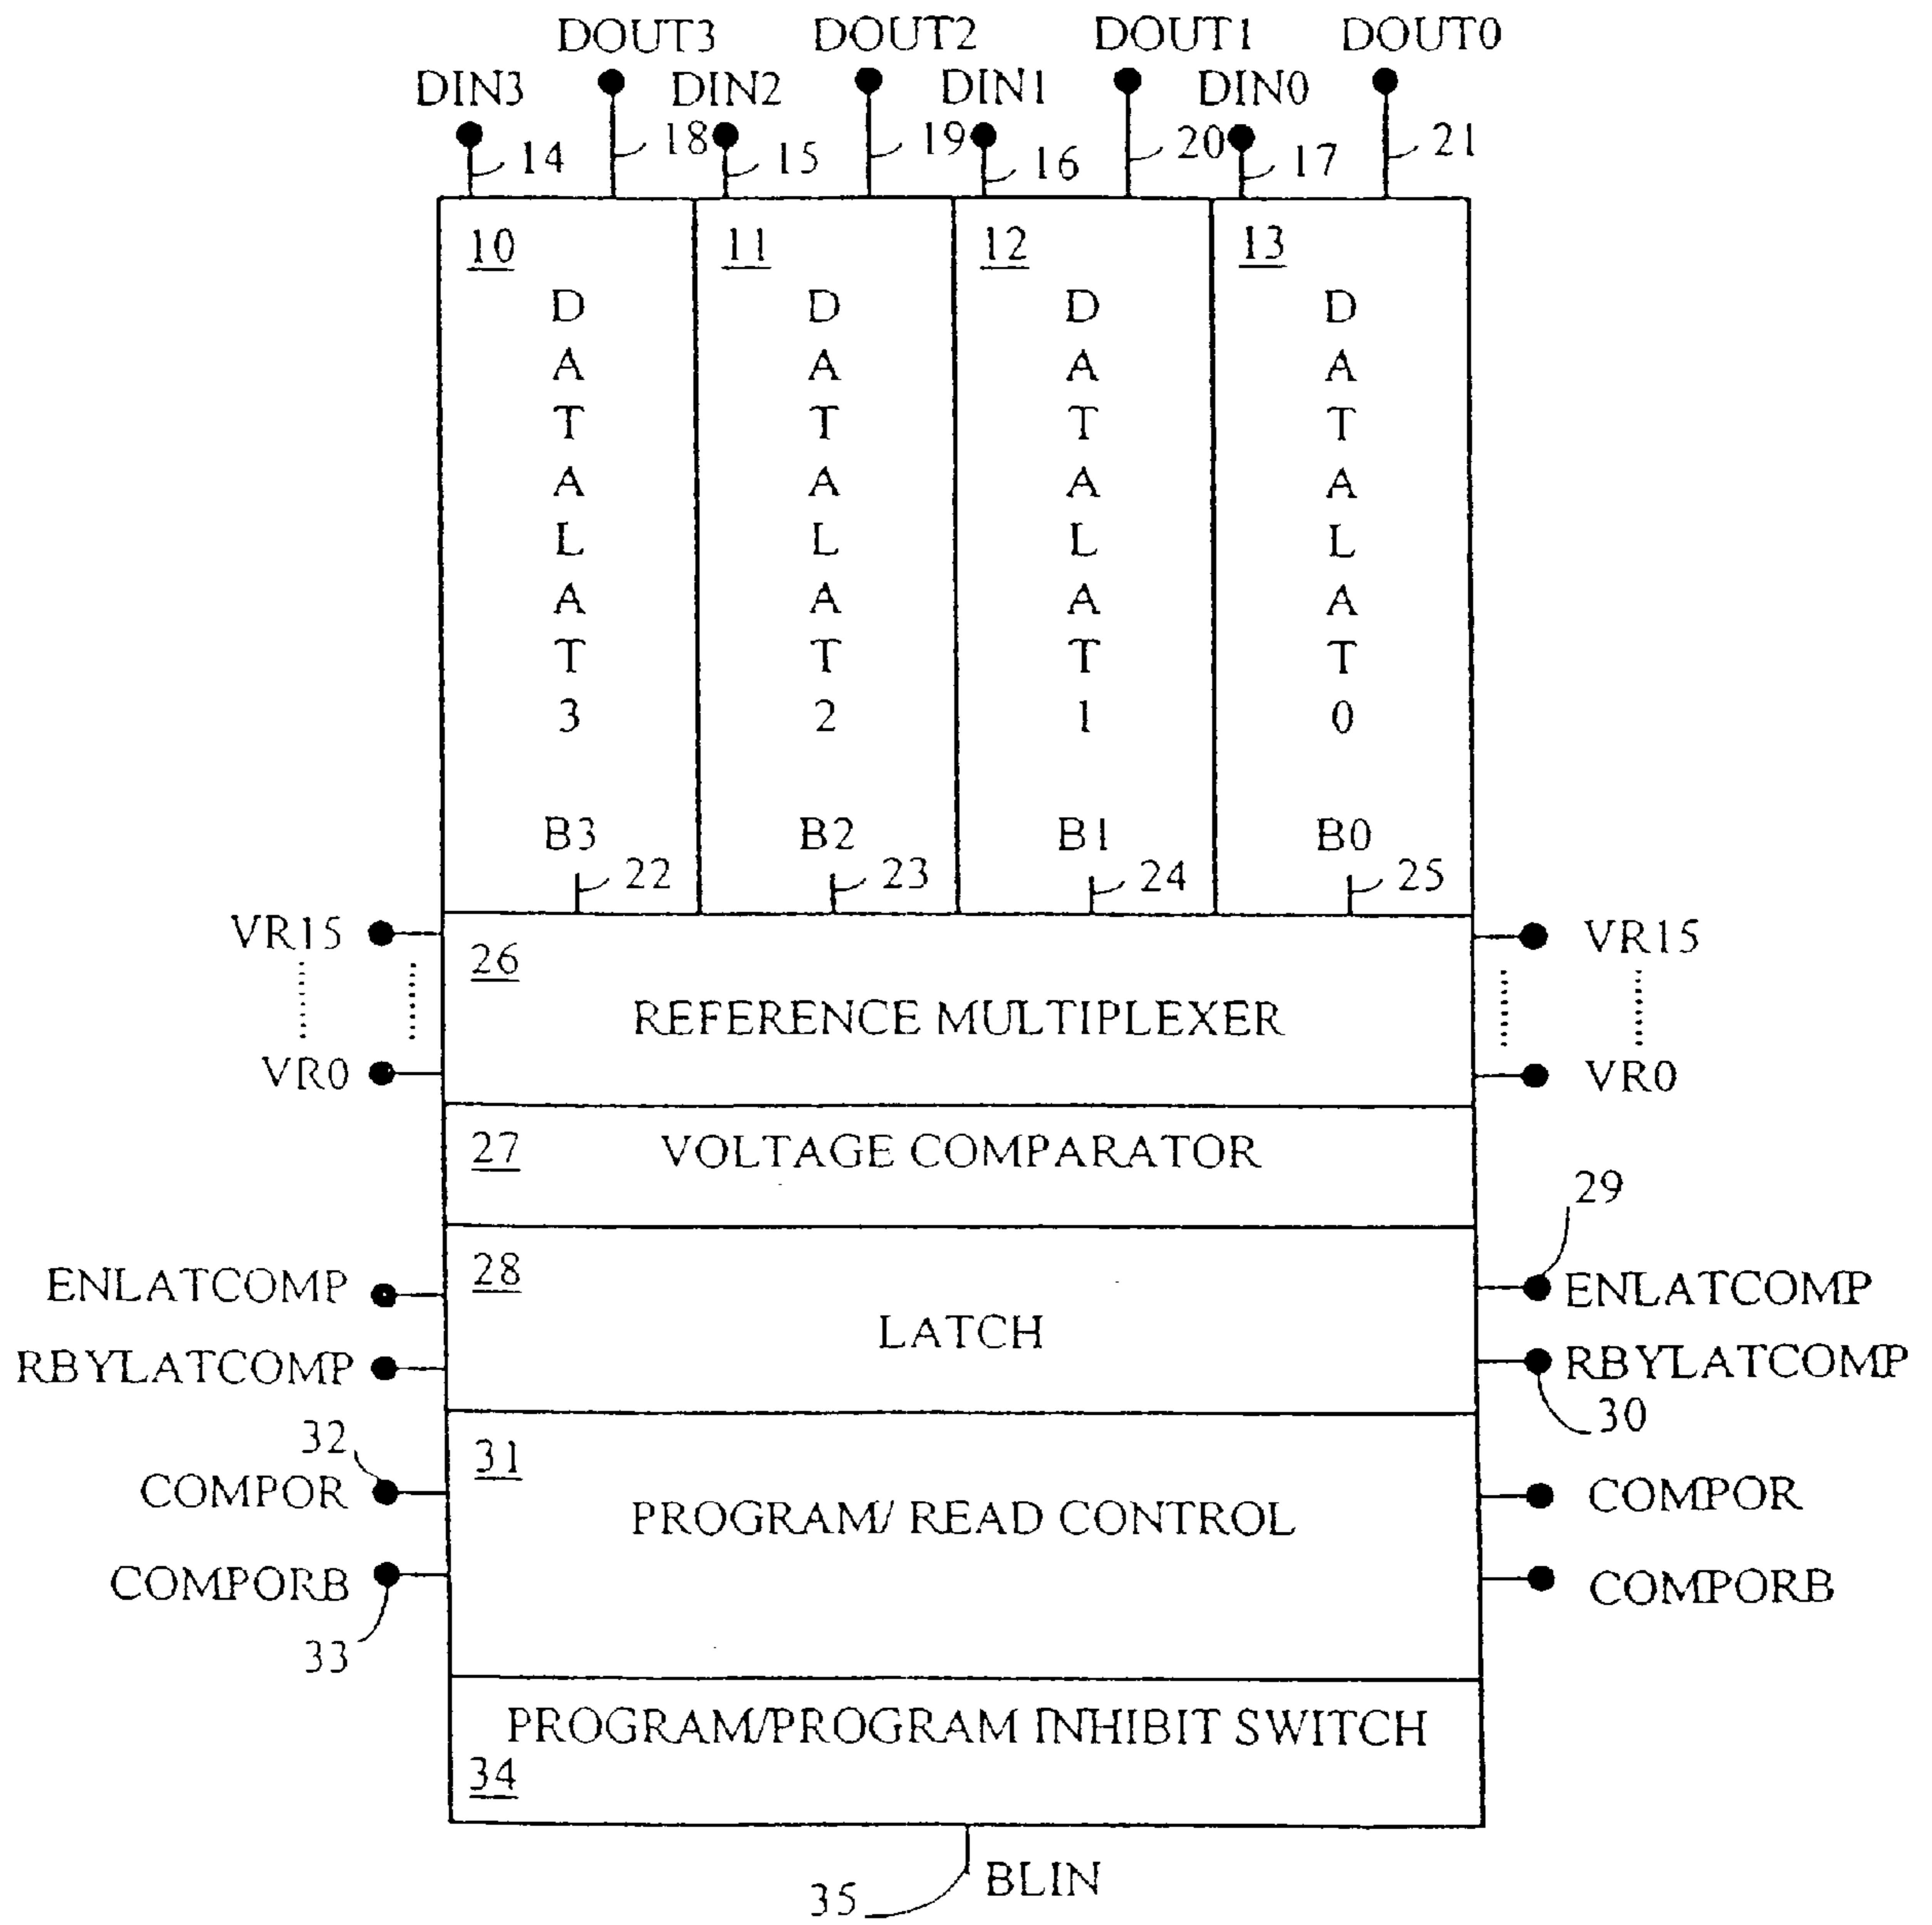 DOUT3 DOUT2 DOUT1 DOUT0
DIN3 DIN2 DIN1 DIN0
14 18 15 19 16 20 17 21
10 11 12 13
D D D D
A A A A
T T T T
A A A A
L L L L
A A A A
T T T T
3 2 1 0
B3 B2 B1 B0
22 23 24 25
VR15 VR15
26
REFERENCE MULTIPLEXER
VR0 VR0
27 VOLTAGE COMPARATOR
29
28
ENLATCOMP ENLATCOMP
LATCH
RBYLATCOMP RBYLATCOMP
30
32
31
COMPOR COMPOR
PROGRAM/ READ CONTROL
COMPORB COMPORB
33
PROGRAM/PROGRAM INHIBIT SWITCH
34
BLIN
35